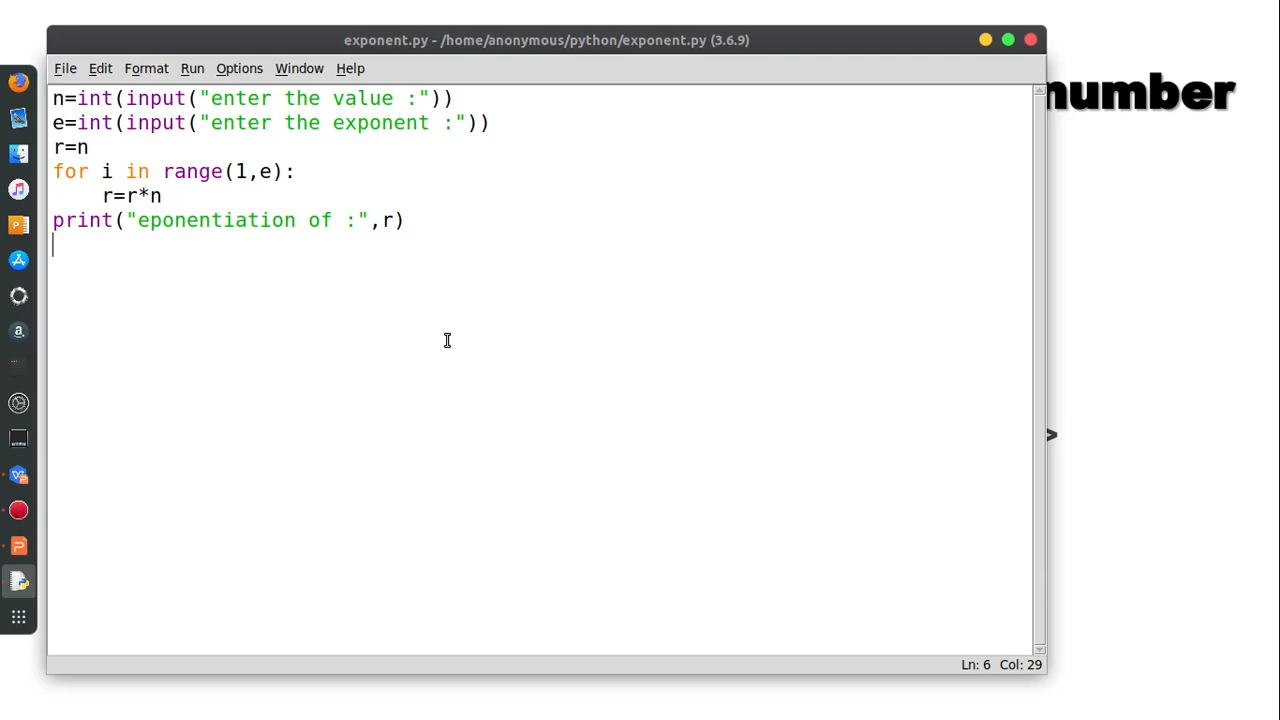 exponent.py - /home/anonymous/python/exponent.py (3.6.9)
File Edit Format Run Options Window Help
n=int(input("enter the value :"))
e=int(input("enter the exponent :"))
r=n
for i in range(1,e):
    r=r*n
print("eponentiation of :",r)
number
>
Ln: 6 Col: 29